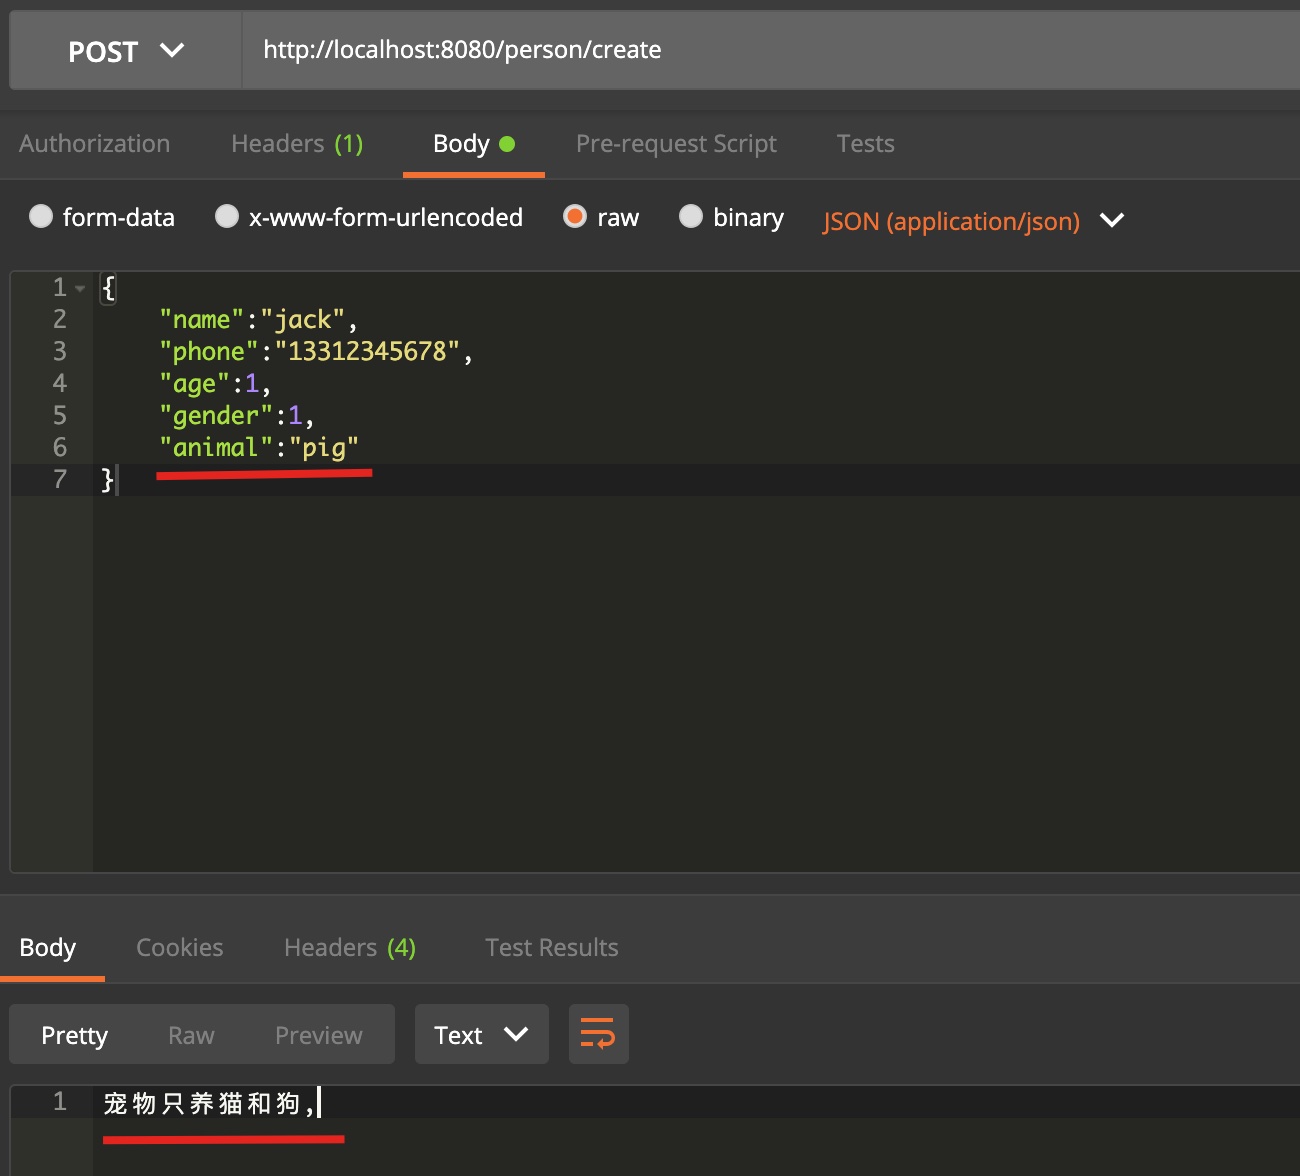 POST http://localhost:8080/person/create
Authorization Headers (1) Body Pre-request Script Tests
form-data x-www-form-urlencoded raw binary JSON (application/json)
1 {
2 "name":"jack",
3 "phone":"13312345678",
4 "age":1,
5 "gender":1,
6 "animal":"pig"
7 }
Body Cookies Headers (4) Test Results
Pretty Raw Preview Text
1 宠物只养猫和狗,